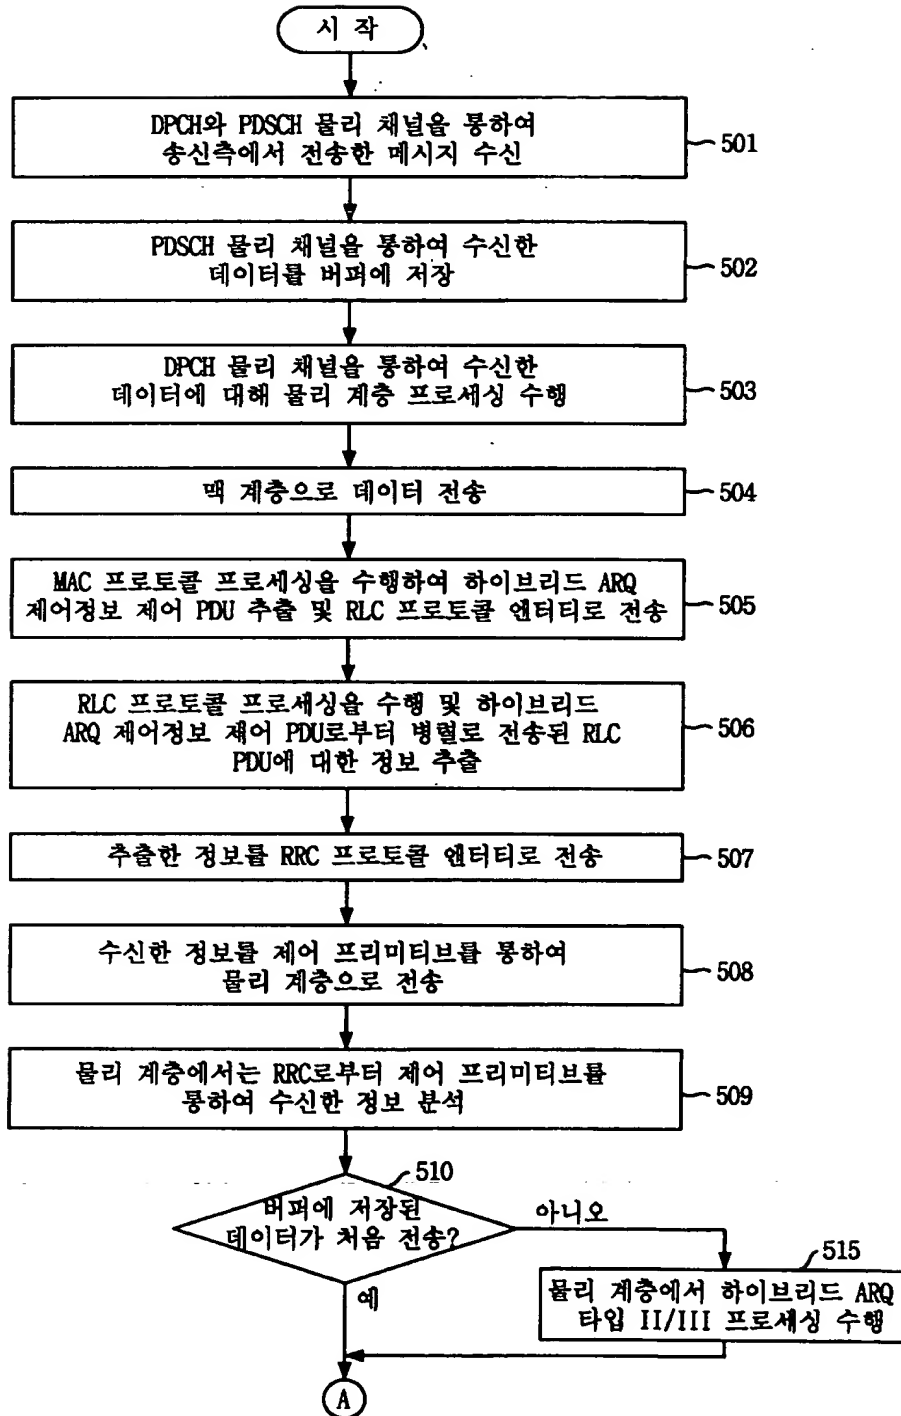 시 작
DPCH와 PDSCH 물리 채널을 통하여
송신측에서 전송한 메시지 수신
501
PDSCH 물리 채널을 통하여 수신한
데이터를 버퍼에 저장
502
DPCH 물리 채널을 통하여 수신한
데이터에 대해 물리 계층 프로세싱 수행
503
맥 계층으로 데이터 전송
504
MAC 프로토콜 프로세싱을 수행하여 하이브리드 ARQ
제어정보 제어 PDU 추출 및 RLC 프로토콜 엔터티로 전송
505
RLC 프로토콜 프로세싱을 수행 및 하이브리드
ARQ 제어정보 제어 PDU로부터 병렬로 전송된 RLC
PDU에 대한 정보 추출
506
추출한 정보를 RRC 프로토콜 엔터티로 전송
507
수신한 정보를 제어 프리미티브를 통하여
물리 계층으로 전송
508
물리 계층에서는 RRC로부터 제어 프리미티브를
통하여 수신한 정보 분석
509
510
버퍼에 저장된
데이터가 처음 전송?
아니오
예
515
물리 계층에서 하이브리드 ARQ
타입 II/III 프로세싱 수행
A